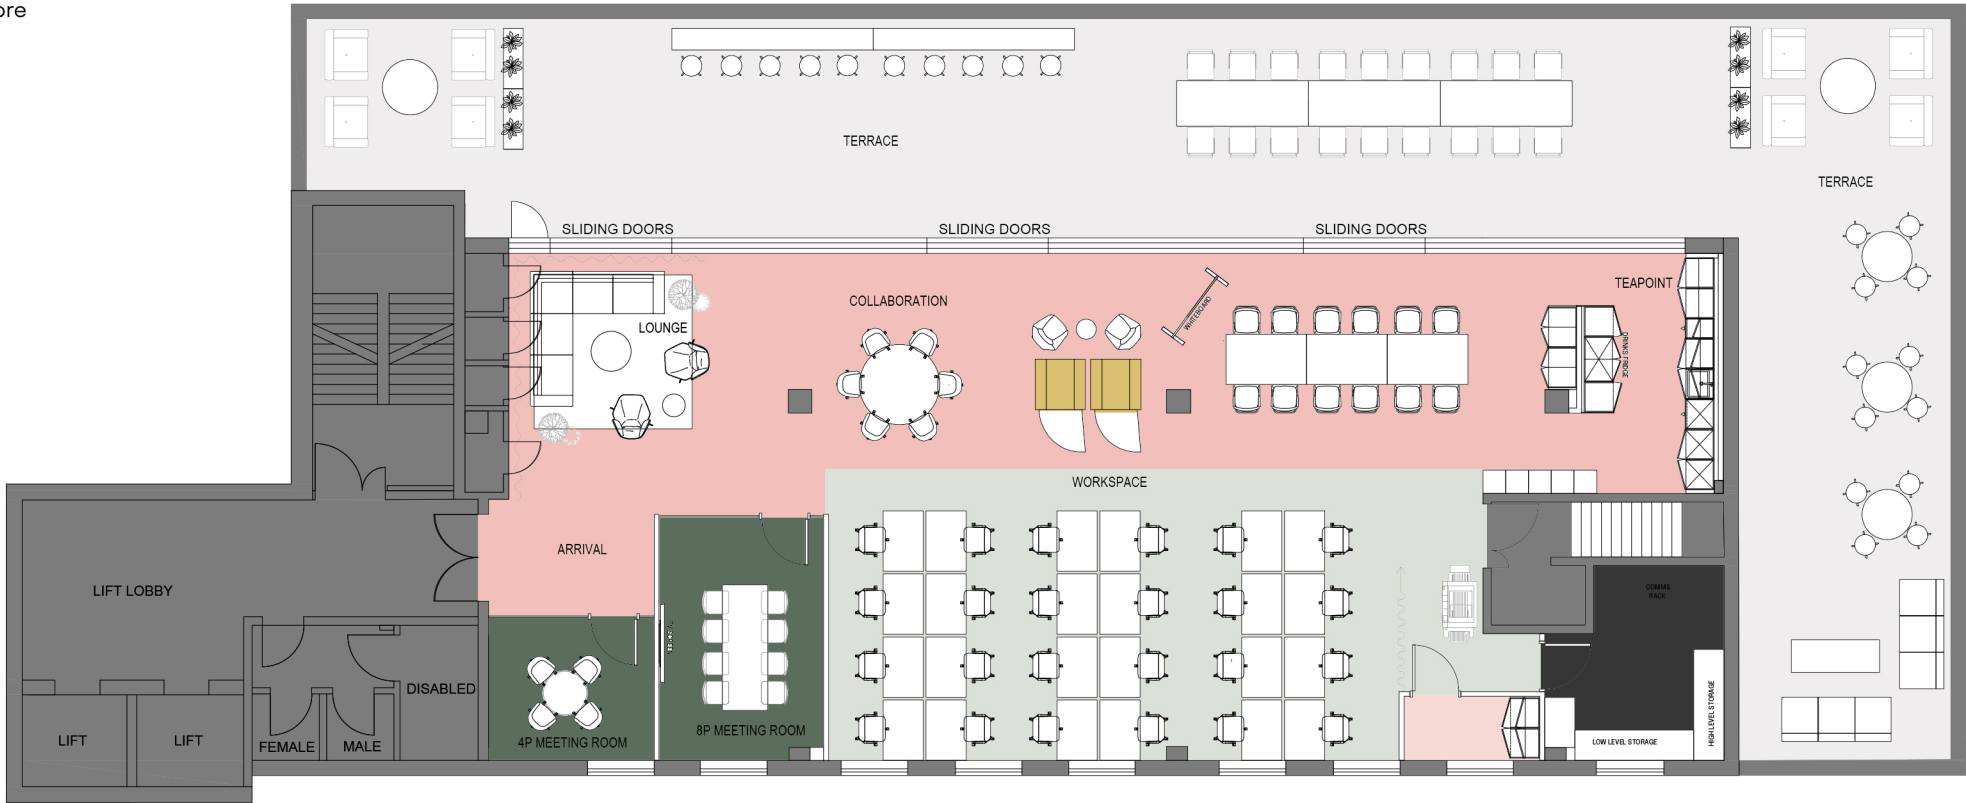 ore
TERRACE
TERRACE
SLIDING DOORS
SLIDING DOORS
SLIDING DOORS
TEAPOINT
COLLABORATION
WHITEBOARD
LOUNGE
DRINKS FRIDGE
WORKSPACE
ARRIVAL
LIFT LOBBY
COMMS
RACK
TV SCREEN
DISABLED
HIGH LEVEL STORAGE
8P MEETING ROOM
4P MEETING ROOM
LOW LEVEL STORAGE
LIFT
LIFT
FEMALE
MALE